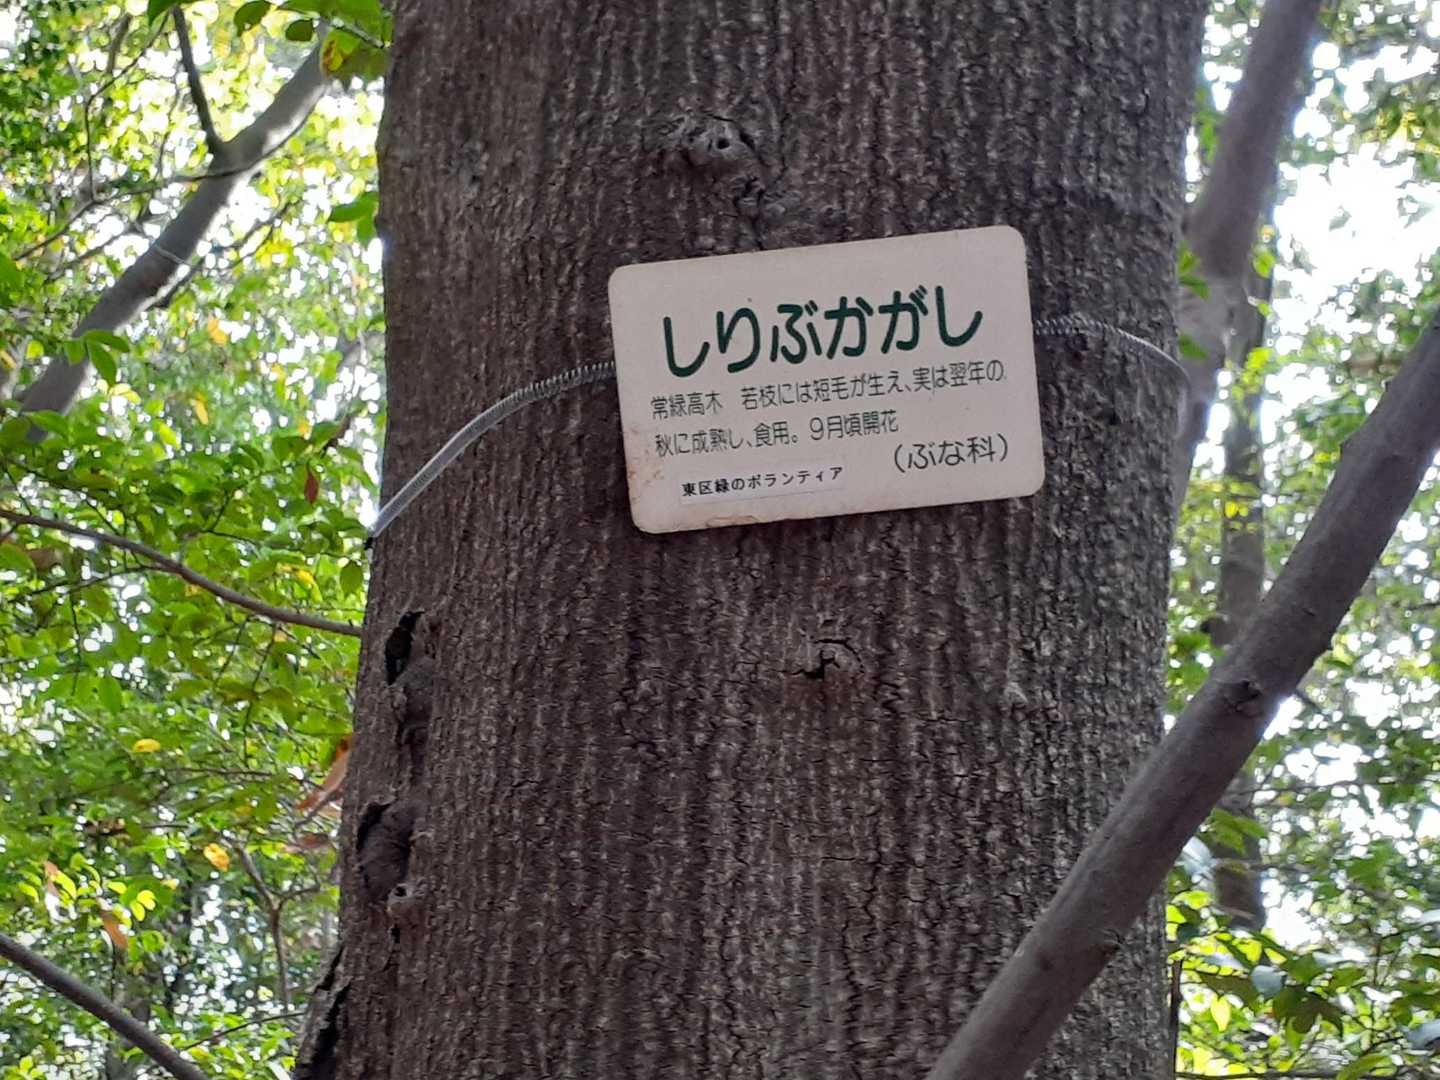 しりぶかがし
常緑高木　若枝には短毛が生え、実は翌年の
秋に成熟し、食用。9月頃開花
（ぶな科）
東区緑のボランティア